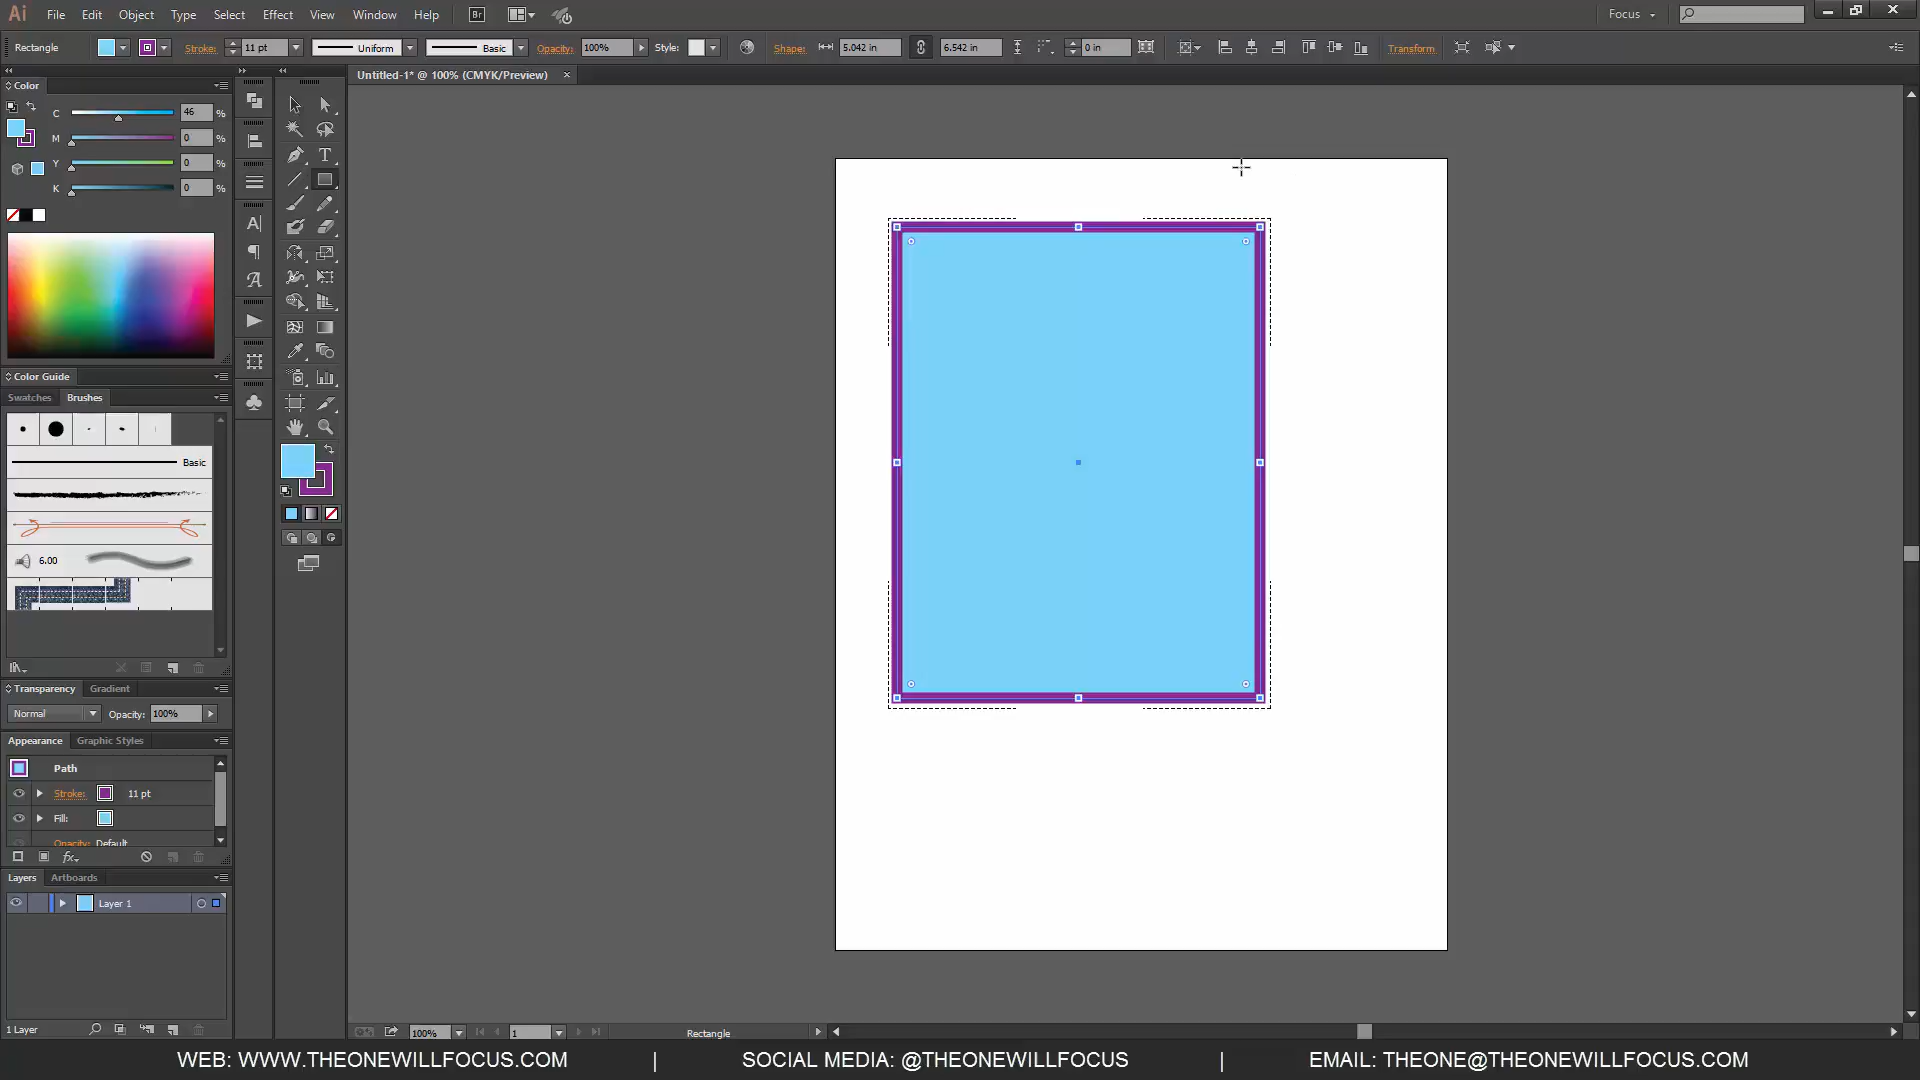 Ai File Edit Object Type Select Effect View Window Help Br Focus
Rectangle Stroke: 11 pt Uniform Basic Opacity: 100% Style: Shape: 5.042 in 6.542 in 0 in Transform
Untitled-1* @ 100% (CMYK/Preview) ×
Color
C 46 %
M 0 %
Y 0 %
K 0 %
Color Guide
Swatches Brushes
Basic
6.00
Transparency Gradient
Normal Opacity: 100%
Appearance Graphic Styles
Path
Stroke: 11 pt
Fill:
Opacity: Default
Layers Artboards
Layer 1
1 Layer
100% 1 Rectangle
WEB: WWW.THEONEWILLFOCUS.COM | SOCIAL MEDIA: @THEONEWILLFOCUS | EMAIL: THEONE@THEONEWILLFOCUS.COM